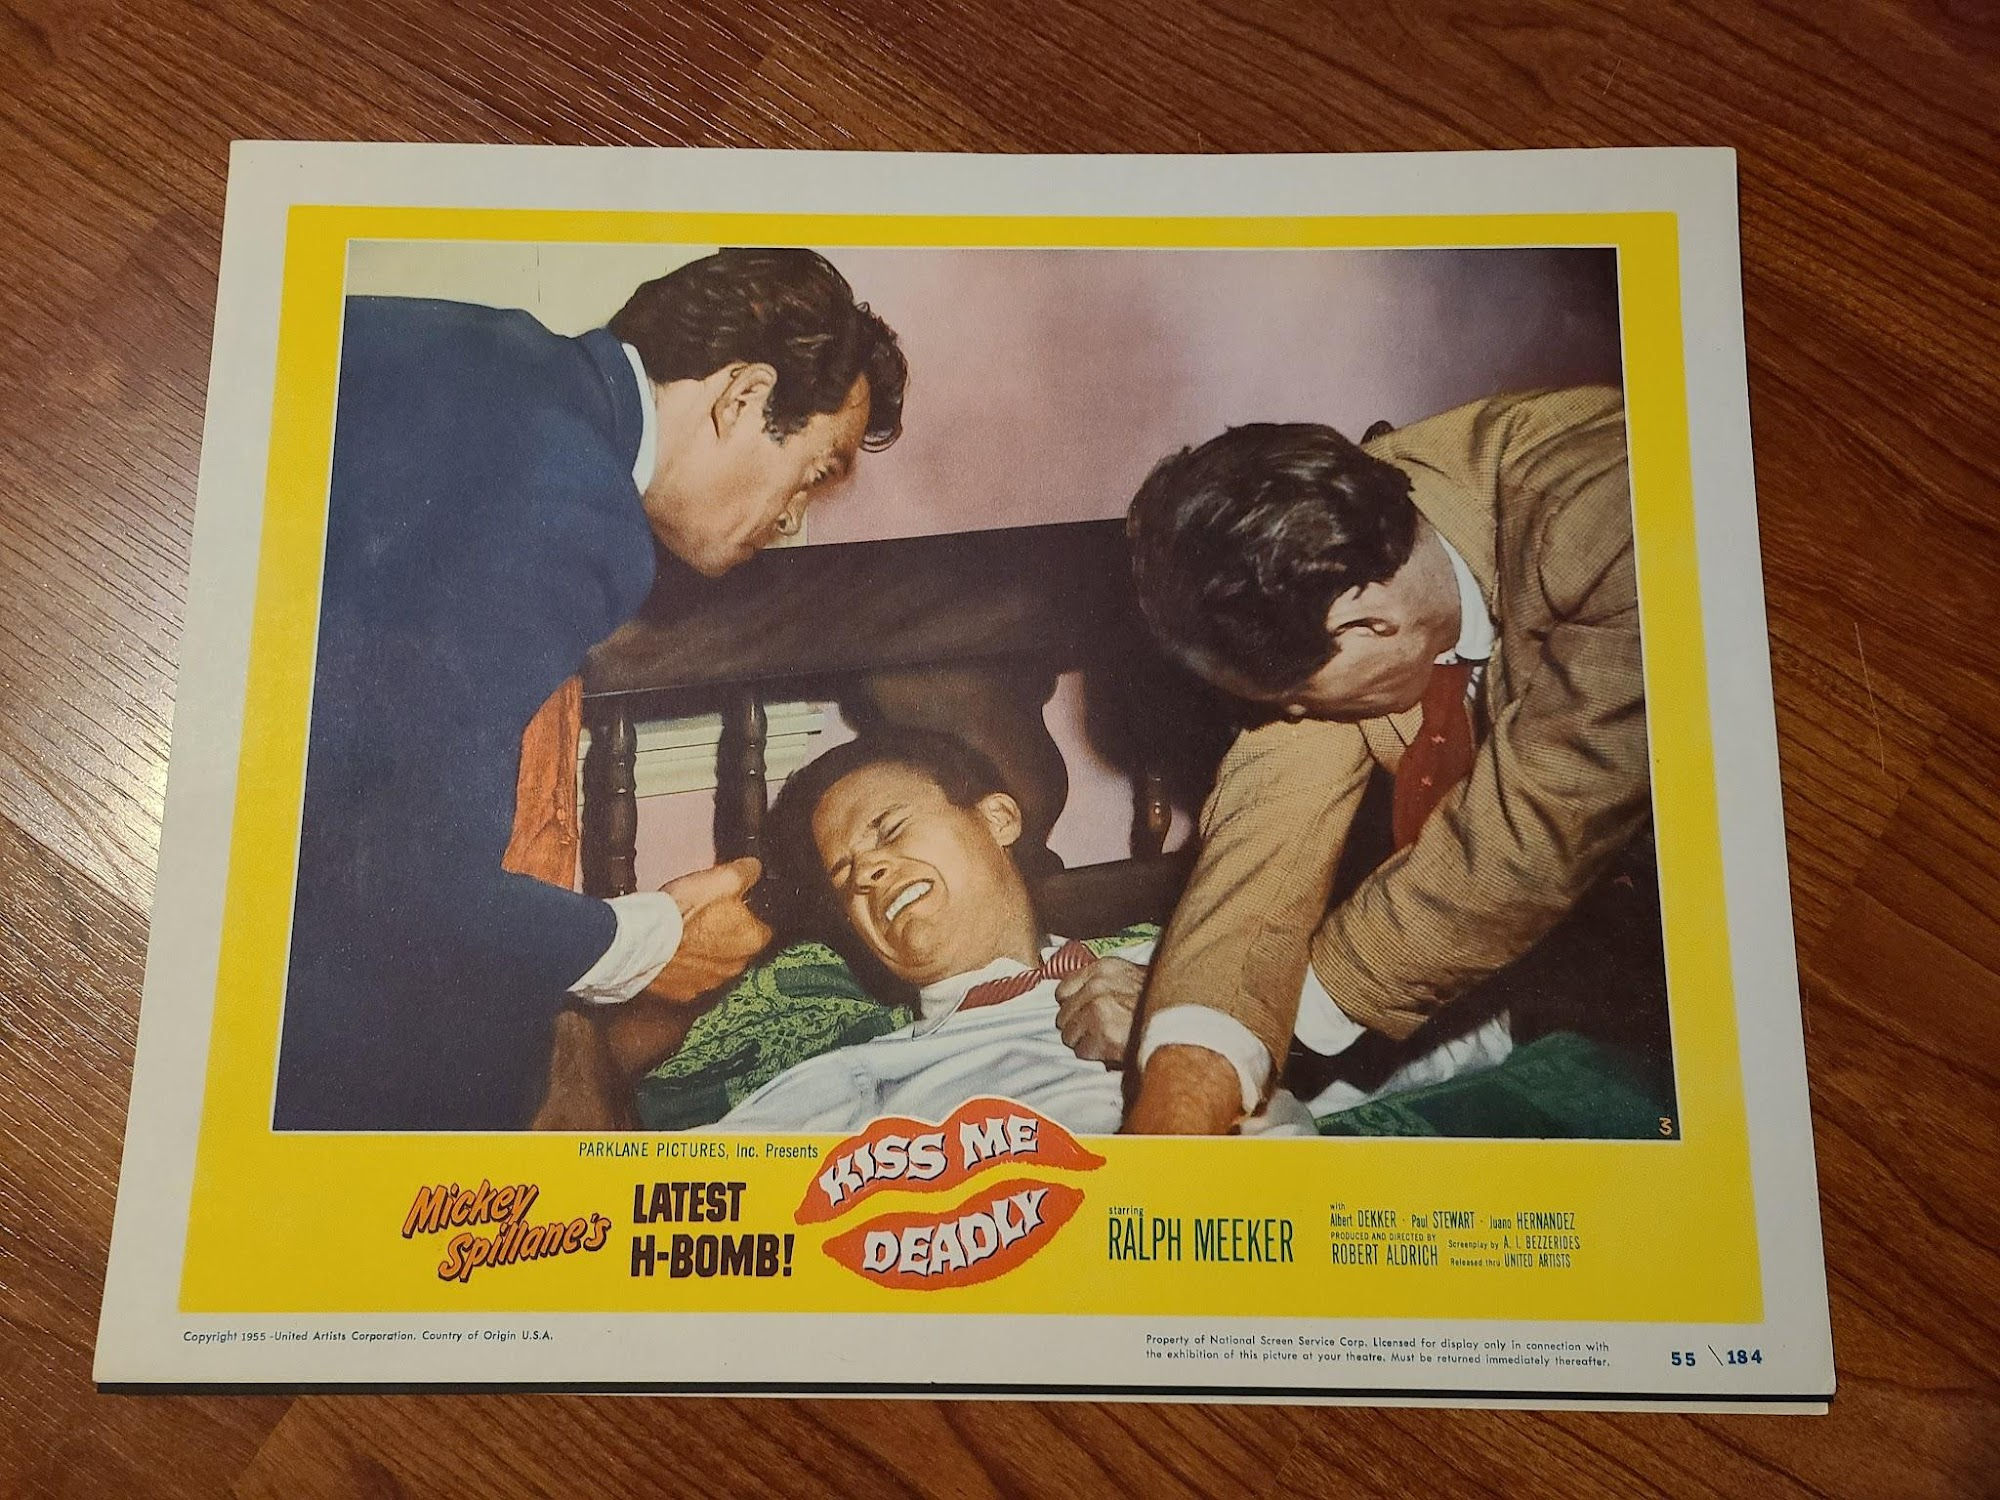 3
PARKLANE PICTURES, Inc. Presents
Mickey
Spillane's
LATEST
H-BOMB!
KISS ME
DEADLY
starring
RALPH MEEKER
with
Albert DEKKER · Paul STEWART · Juano HERNANDEZ
PRODUCED AND DIRECTED BY
ROBERT ALDRICH
Screenplay by A. I. BEZZERIDES
Released thru UNITED ARTISTS
Copyright 1955 -United Artists Corporation. Country of Origin U.S.A.
Property of National Screen Service Corp. Licensed for display only in connection with
the exhibition of this picture at your theatre. Must be returned immediately thereafter.
55 \ 184